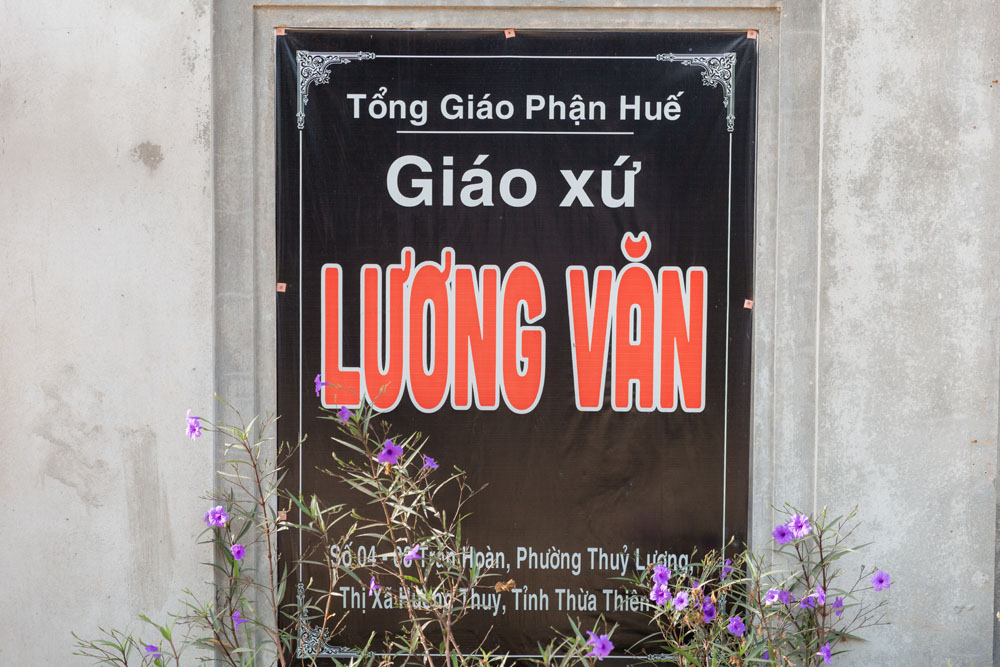 Tổng Giáo Phận Huế
Giáo xứ
LƯƠNG VĂN
Số 04 - Hoàn, Phường Thuỷ Lương,
Thị Xã Thuỷ, Tỉnh Thừa Thiên